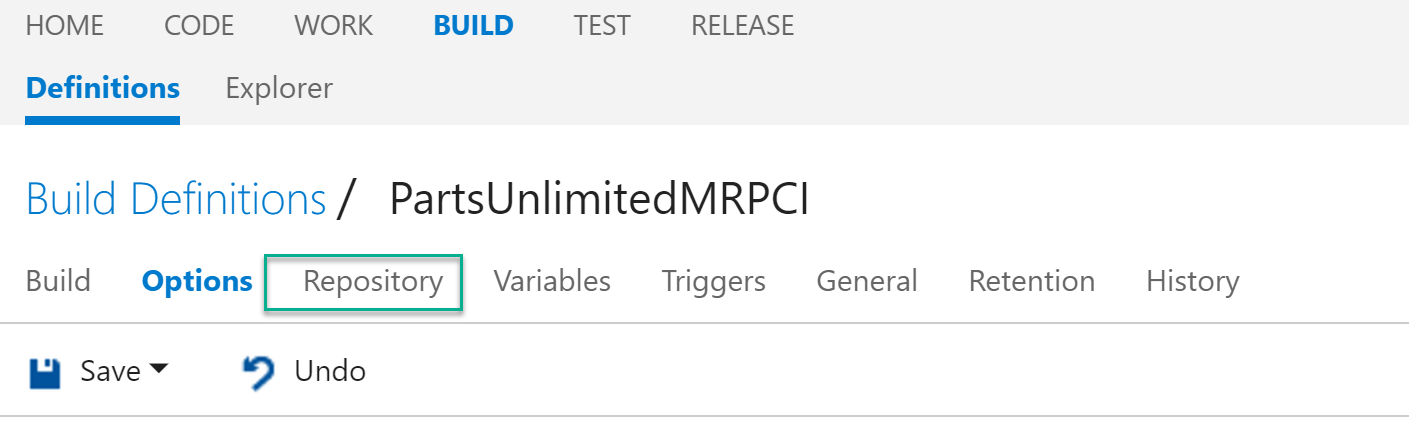 HOME CODE WORK BUILD TEST RELEASE
Definitions Explorer
Build Definitions / PartsUnlimitedMRPCI
Build Options Repository Variables Triggers General Retention History
Save Undo